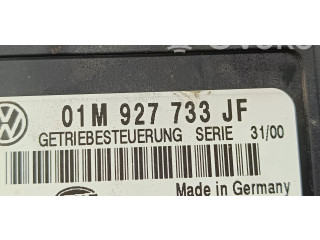 01M 927 733 JF
GETRIEBESTEUERUNG SERIE 31/00
Made in Germany